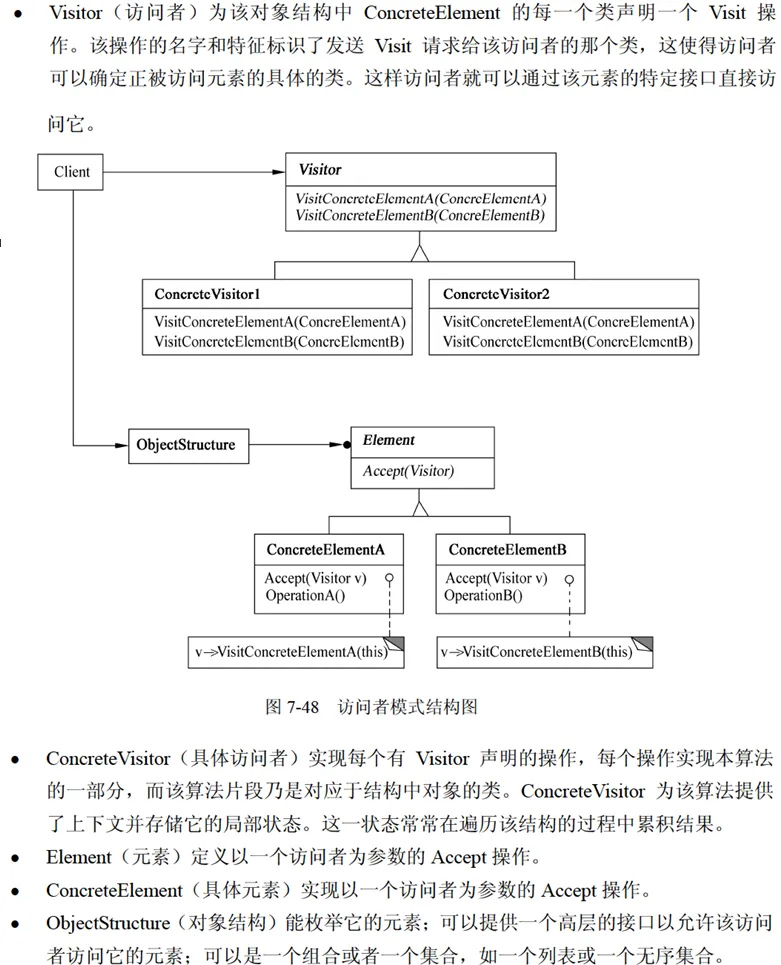 ● Visitor（访问者）为该对象结构中 ConcreteElement 的每一个类声明一个 Visit 操
作。该操作的名字和特征标识了发送 Visit 请求给该访问者的那个类，这使得访问者
可以确定正被访问元素的具体的类。这样访问者就可以通过该元素的特定接口直接访
问它。
Client
Visitor
VisitConcreteElementA(ConcreElementA)
VisitConcreteElementB(ConcreElementB)
ConcreteVisitor1
VisitConcreteElementA(ConcreElementA)
VisitConcreteElementB(ConcreElementB)
ConcreteVisitor2
VisitConcreteElementA(ConcreElementA)
VisitConcreteElementB(ConcreElementB)
ObjectStructure
Element
Accept(Visitor)
ConcreteElementA
Accept(Visitor v)
OperationA()
ConcreteElementB
Accept(Visitor v)
OperationB()
v->VisitConcreteElementA(this)
v->VisitConcreteElementB(this)
图 7-48 访问者模式结构图
● ConcreteVisitor（具体访问者）实现每个有 Visitor 声明的操作，每个操作实现本算法
的一部分，而该算法片段乃是对应于结构中对象的类。ConcreteVisitor 为该算法提供
了上下文并存储它的局部状态。这一状态常常在遍历该结构的过程中累积结果。
● Element（元素）定义以一个访问者为参数的 Accept 操作。
● ConcreteElement（具体元素）实现以一个访问者为参数的 Accept 操作。
● ObjectStructure（对象结构）能枚举它的元素；可以提供一个高层的接口以允许该访问
者访问它的元素；可以是一个组合或者一个集合，如一个列表或一个无序集合。